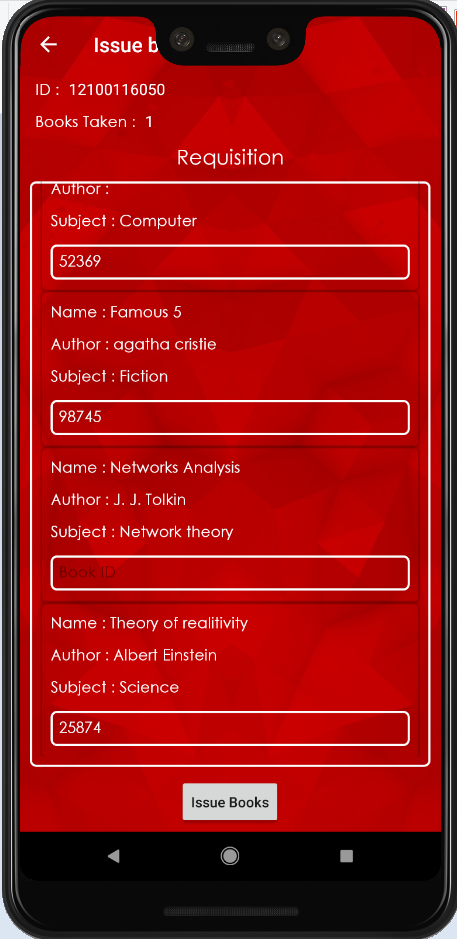 Issue b
ID : 12100116050
Books Taken : 1
Requisition
Author :
Subject : Computer
52369
Name : Famous 5
Author : agatha cristie
Subject : Fiction
98745
Name : Networks Analysis
Author : J. J. Tolkin
Subject : Network theory
Book ID
Name : Theory of realitivity
Author : Albert Einstein
Subject : Science
25874
Issue Books